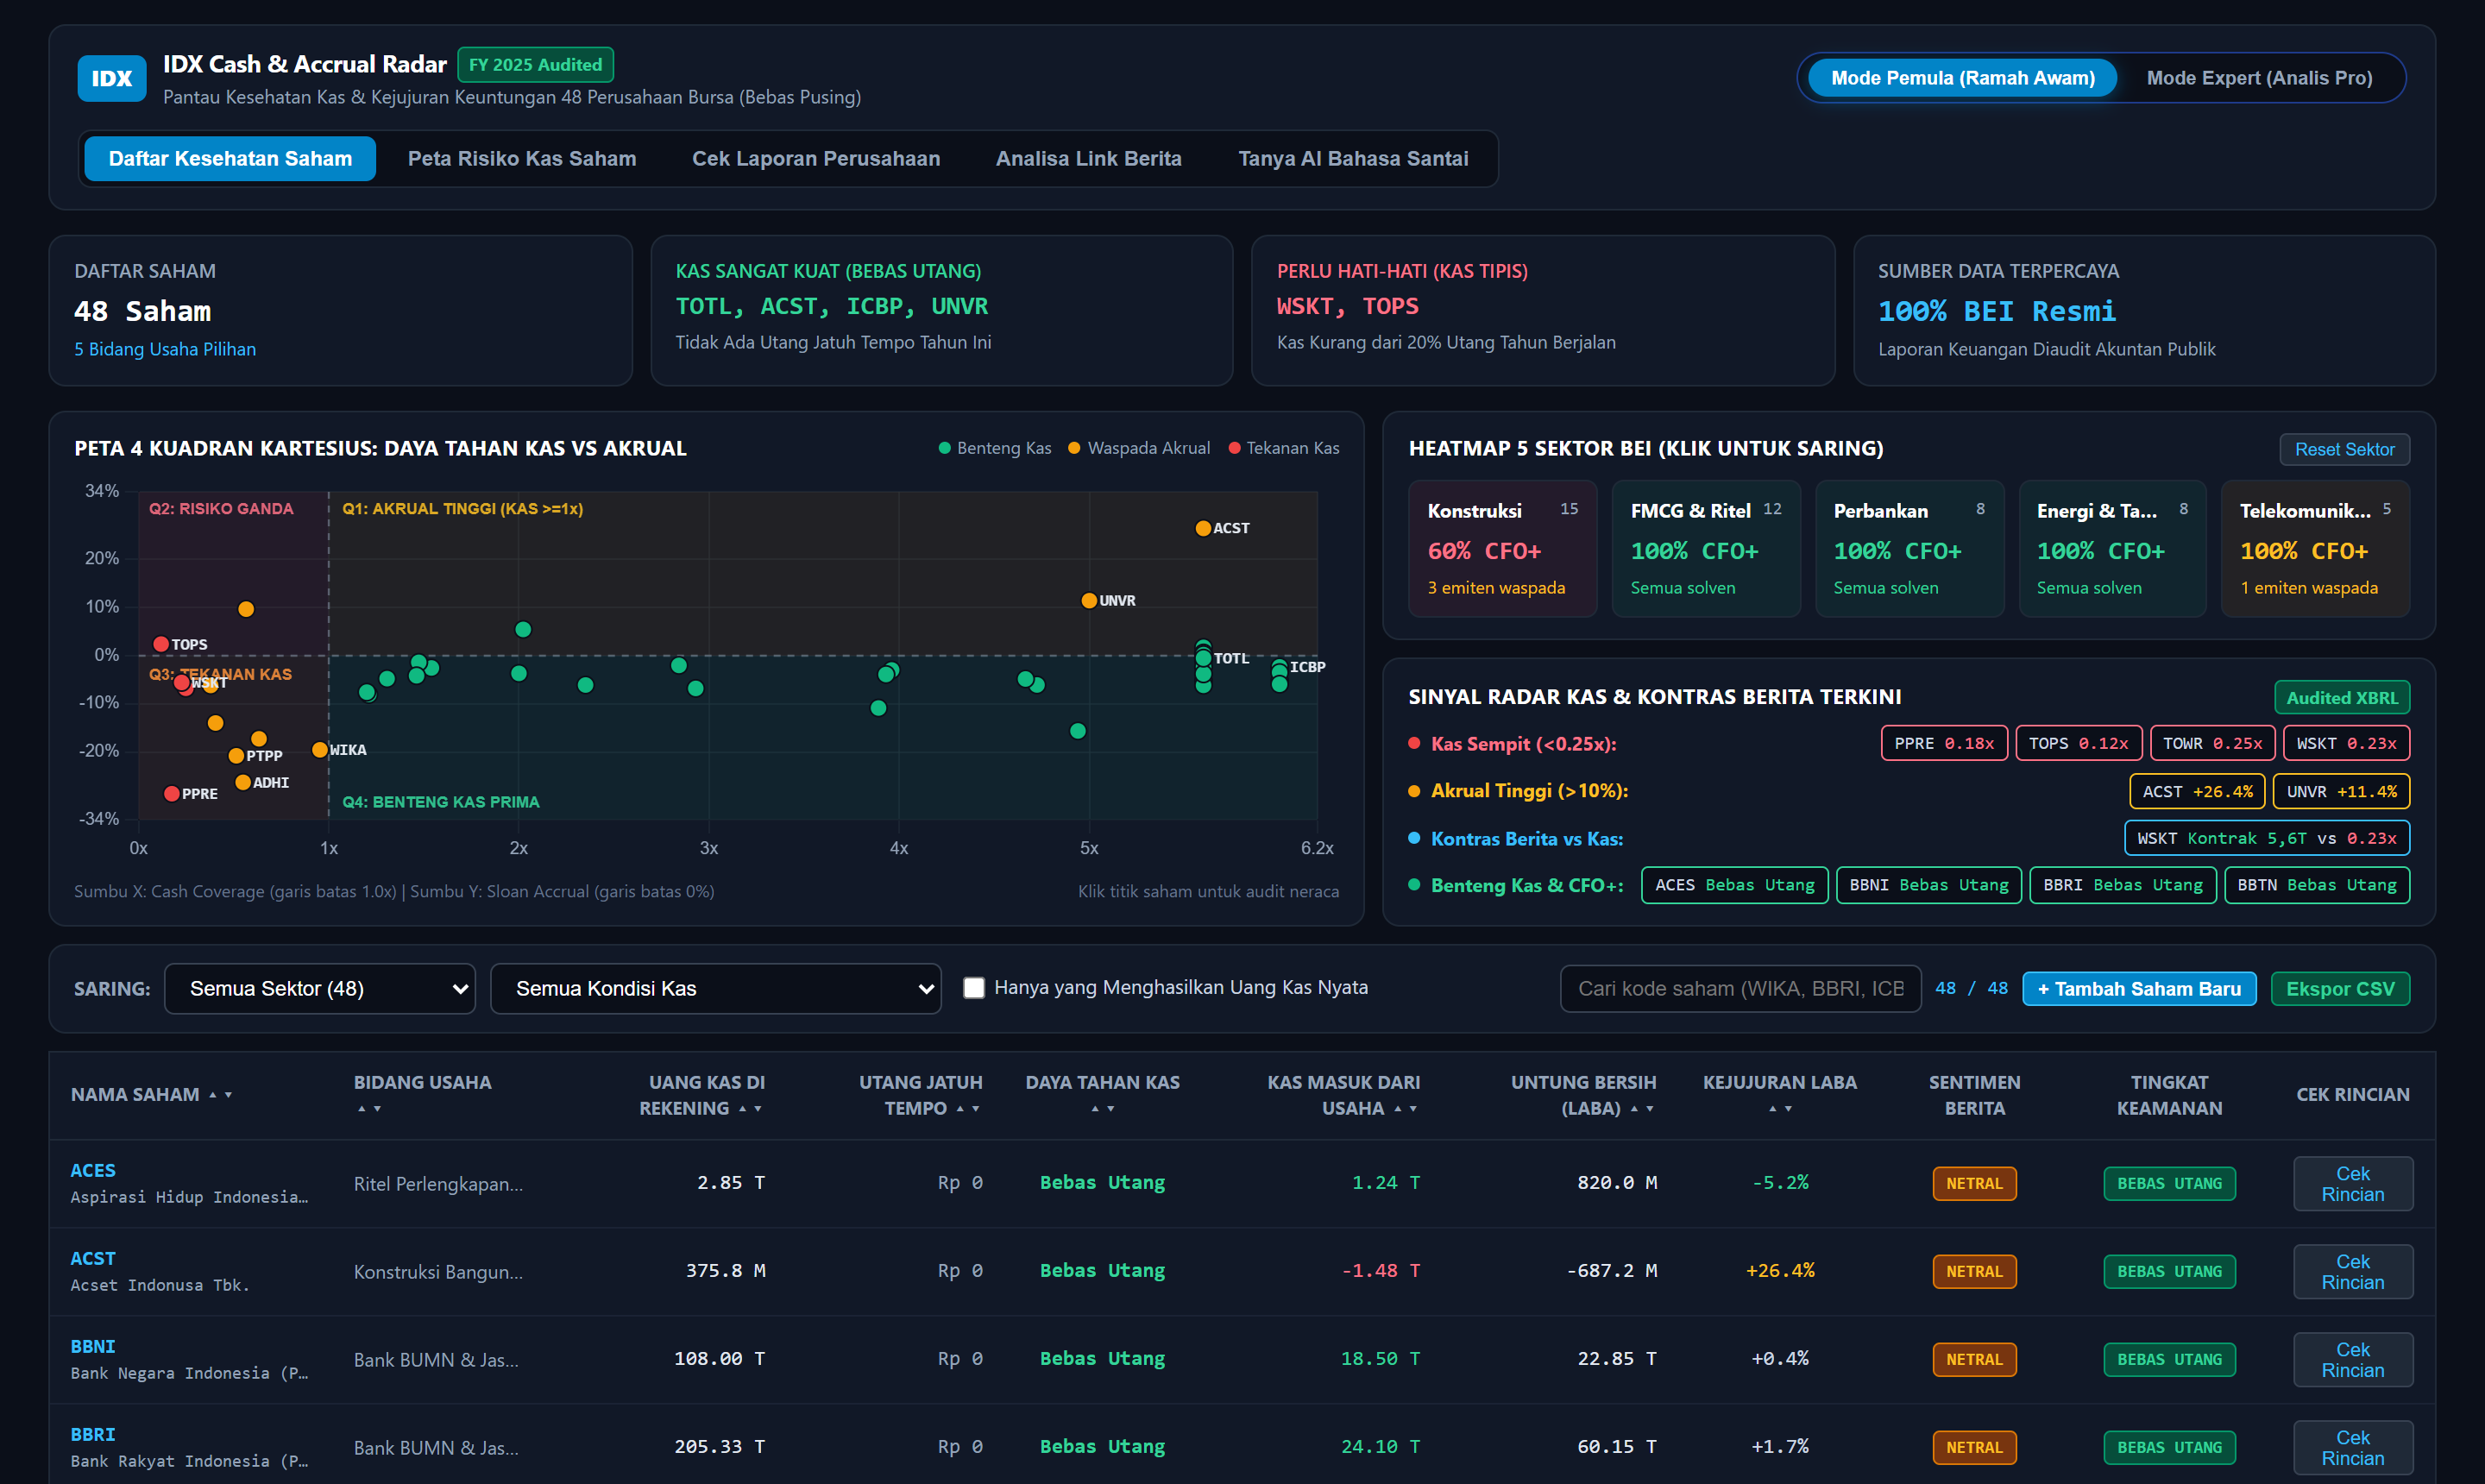 IDX
IDX Cash & Accrual Radar
FY 2025 Audited
Pantau Kesehatan Kas & Kejujuran Keuntungan 48 Perusahaan Bursa (Bebas Pusing)
Mode Pemula (Ramah Awam)
Mode Expert (Analis Pro)
Daftar Kesehatan Saham
Peta Risiko Kas Saham
Cek Laporan Perusahaan
Analisa Link Berita
Tanya AI Bahasa Santai
DAFTAR SAHAM
48 Saham
5 Bidang Usaha Pilihan
KAS SANGAT KUAT (BEBAS UTANG)
TOTL, ACST, ICBP, UNVR
Tidak Ada Utang Jatuh Tempo Tahun Ini
PERLU HATI-HATI (KAS TIPIS)
WSKT, TOPS
Kas Kurang dari 20% Utang Tahun Berjalan
SUMBER DATA TERPERCAYA
100% BEI Resmi
Laporan Keuangan Diaudit Akuntan Publik
PETA 4 KUADRAN KARTESIUS: DAYA TAHAN KAS VS AKRUAL
Benteng Kas
Waspada Akrual
Tekanan Kas
34%
20%
10%
0%
-10%
-20%
-34%
Q2: RISIKO GANDA
Q1: AKRUAL TINGGI (KAS >=1x)
ACST
UNVR
TOPS
TOTL
ICBP
Q3: TEKANAN KAS
WSKT
WIKA
PTPP
ADHI
PPRE
Q4: BENTENG KAS PRIMA
0x
1x
2x
3x
4x
5x
6.2x
Sumbu X: Cash Coverage (garis batas 1.0x) | Sumbu Y: Sloan Accrual (garis batas 0%)
Klik titik saham untuk audit neraca
HEATMAP 5 SEKTOR BEI (KLIK UNTUK SARING)
Reset Sektor
Konstruksi 15
60% CFO+
3 emiten waspada
FMCG & Ritel 12
100% CFO+
Semua solven
Perbankan 8
100% CFO+
Semua solven
Energi & Ta... 8
100% CFO+
Semua solven
Telekomunik... 5
100% CFO+
1 emiten waspada
SINYAL RADAR KAS & KONTRAS BERITA TERKINI
Audited XBRL
Kas Sempit (<0.25x):
PPRE 0.18x
TOPS 0.12x
TOWR 0.25x
WSKT 0.23x
Akrual Tinggi (>10%):
ACST +26.4%
UNVR +11.4%
Kontras Berita vs Kas:
WSKT Kontrak 5,6T vs 0.23x
Benteng Kas & CFO+:
ACES Bebas Utang
BBNI Bebas Utang
BBRI Bebas Utang
BBTN Bebas Utang
SARING:
Semua Sektor (48)
Semua Kondisi Kas
Hanya yang Menghasilkan Uang Kas Nyata
Cari kode saham (WIKA, BBRI, ICB
48 / 48
+ Tambah Saham Baru
Ekspor CSV
NAMA SAHAM ▲ ▼
BIDANG USAHA
▲ ▼
UANG KAS DI
REKENING ▲ ▼
UTANG JATUH
TEMPO ▲ ▼
DAYA TAHAN KAS
▲ ▼
KAS MASUK DARI
USAHA ▲ ▼
UNTUNG BERSIH
(LABA) ▲ ▼
KEJUJURAN LABA
▲ ▼
SENTIMEN
BERITA
TINGKAT
KEAMANAN
CEK RINCIAN
ACES
Aspirasi Hidup Indonesia…
Ritel Perlengkapan...
2.85 T
Rp 0
Bebas Utang
1.24 T
820.0 M
-5.2%
NETRAL
BEBAS UTANG
Cek
Rincian
ACST
Acset Indonusa Tbk.
Konstruksi Bangun...
375.8 M
Rp 0
Bebas Utang
-1.48 T
-687.2 M
+26.4%
NETRAL
BEBAS UTANG
Cek
Rincian
BBNI
Bank Negara Indonesia (P…
Bank BUMN & Jas...
108.00 T
Rp 0
Bebas Utang
18.50 T
22.85 T
+0.4%
NETRAL
BEBAS UTANG
Cek
Rincian
BBRI
Bank Rakyat Indonesia (P…
Bank BUMN & Jas...
205.33 T
Rp 0
Bebas Utang
24.10 T
60.15 T
+1.7%
NETRAL
BEBAS UTANG
Cek
Rincian